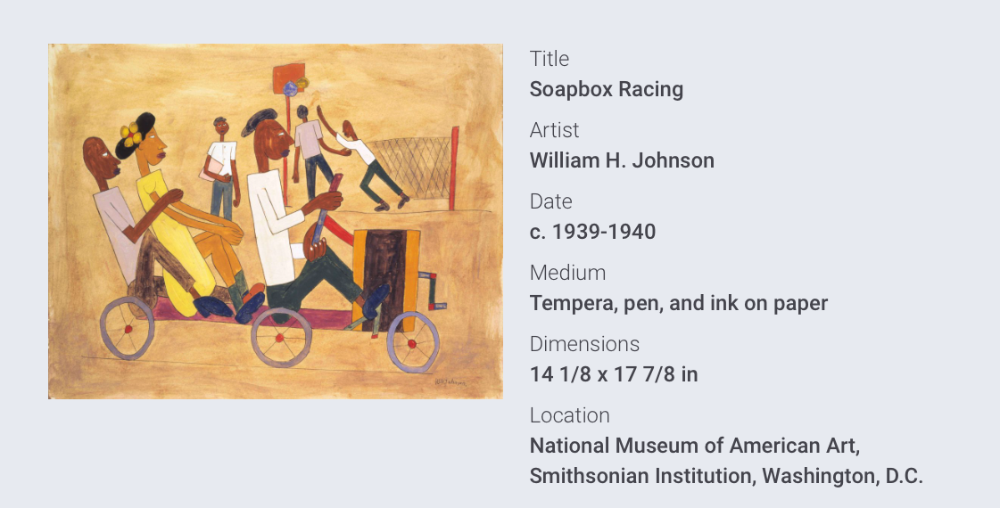 Title
Soapbox Racing
Artist
William H. Johnson
Date
c. 1939-1940
Medium
Tempera, pen, and ink on paper
Dimensions
14 1/8 x 17 7/8 in
Location
National Museum of American Art,
Smithsonian Institution, Washington, D.C.